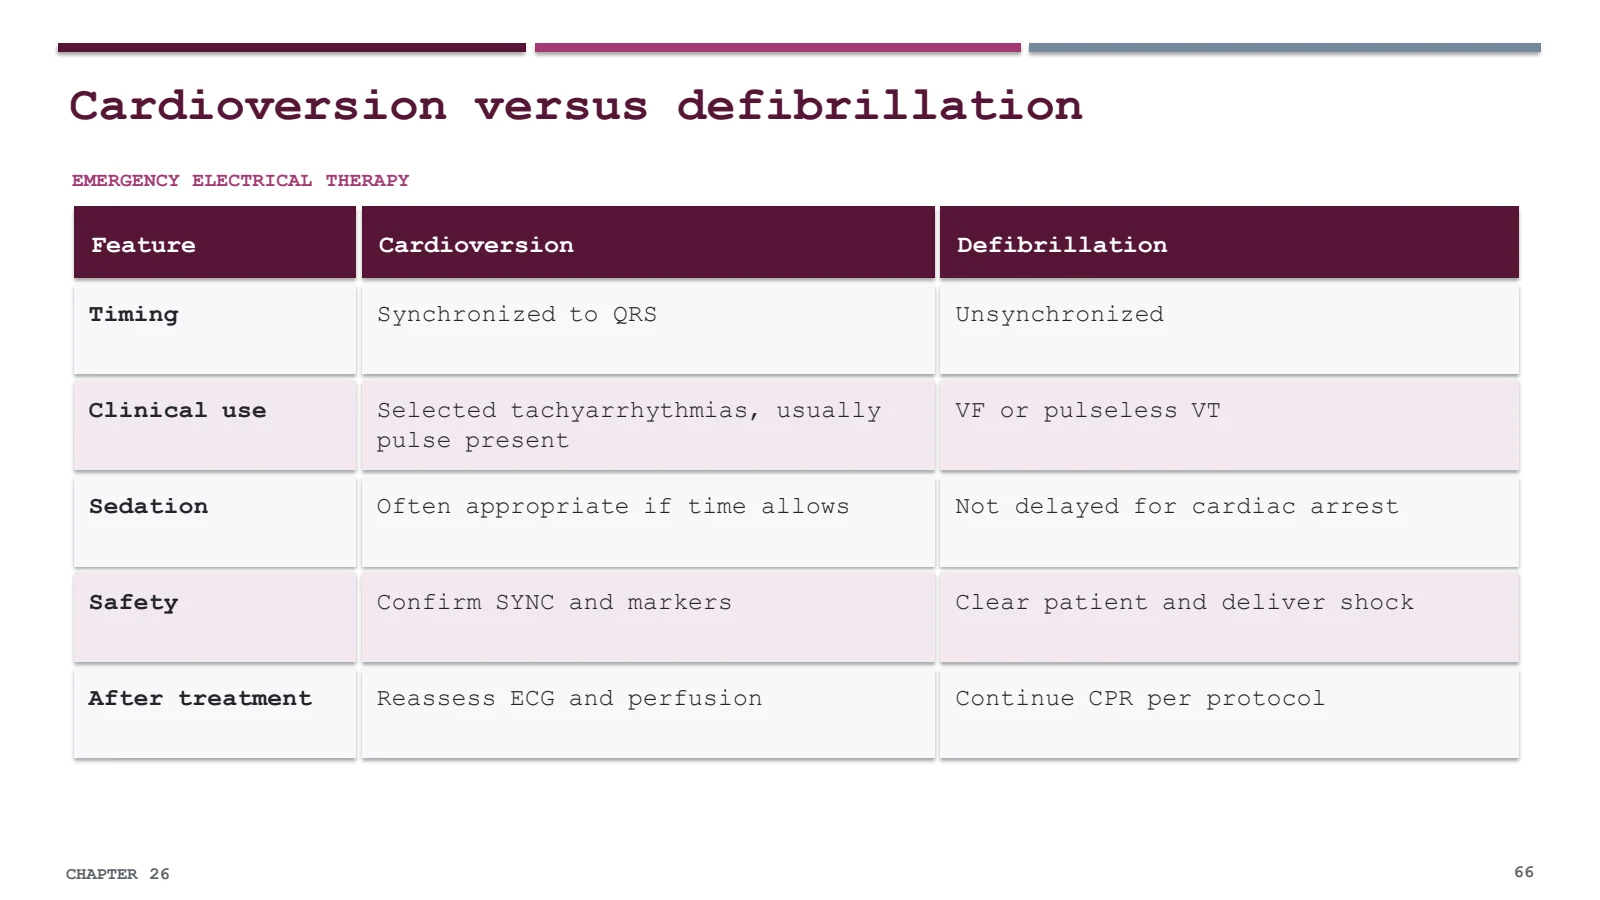 Cardioversion versus defibrillation
EMERGENCY ELECTRICAL THERAPY
Feature
Cardioversion
Defibrillation
Timing
Synchronized to QRS
Unsynchronized
Clinical use
Selected tachyarrhythmias, usually
pulse present
VF or pulseless VT
Sedation
Often appropriate if time allows
Not delayed for cardiac arrest
Safety
Confirm SYNC and markers
Clear patient and deliver shock
After treatment
Reassess ECG and perfusion
Continue CPR per protocol
CHAPTER 26
66